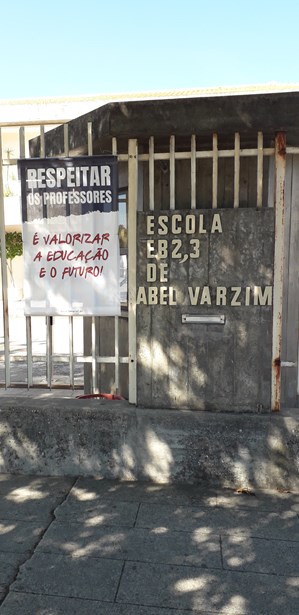 RESPEITAR
OS PROFESSORES
É VALORIZAR
A EDUCAÇÃO
E O FUTURO!
ESCOLA
EB2,3
DE
ABEL VARZIM